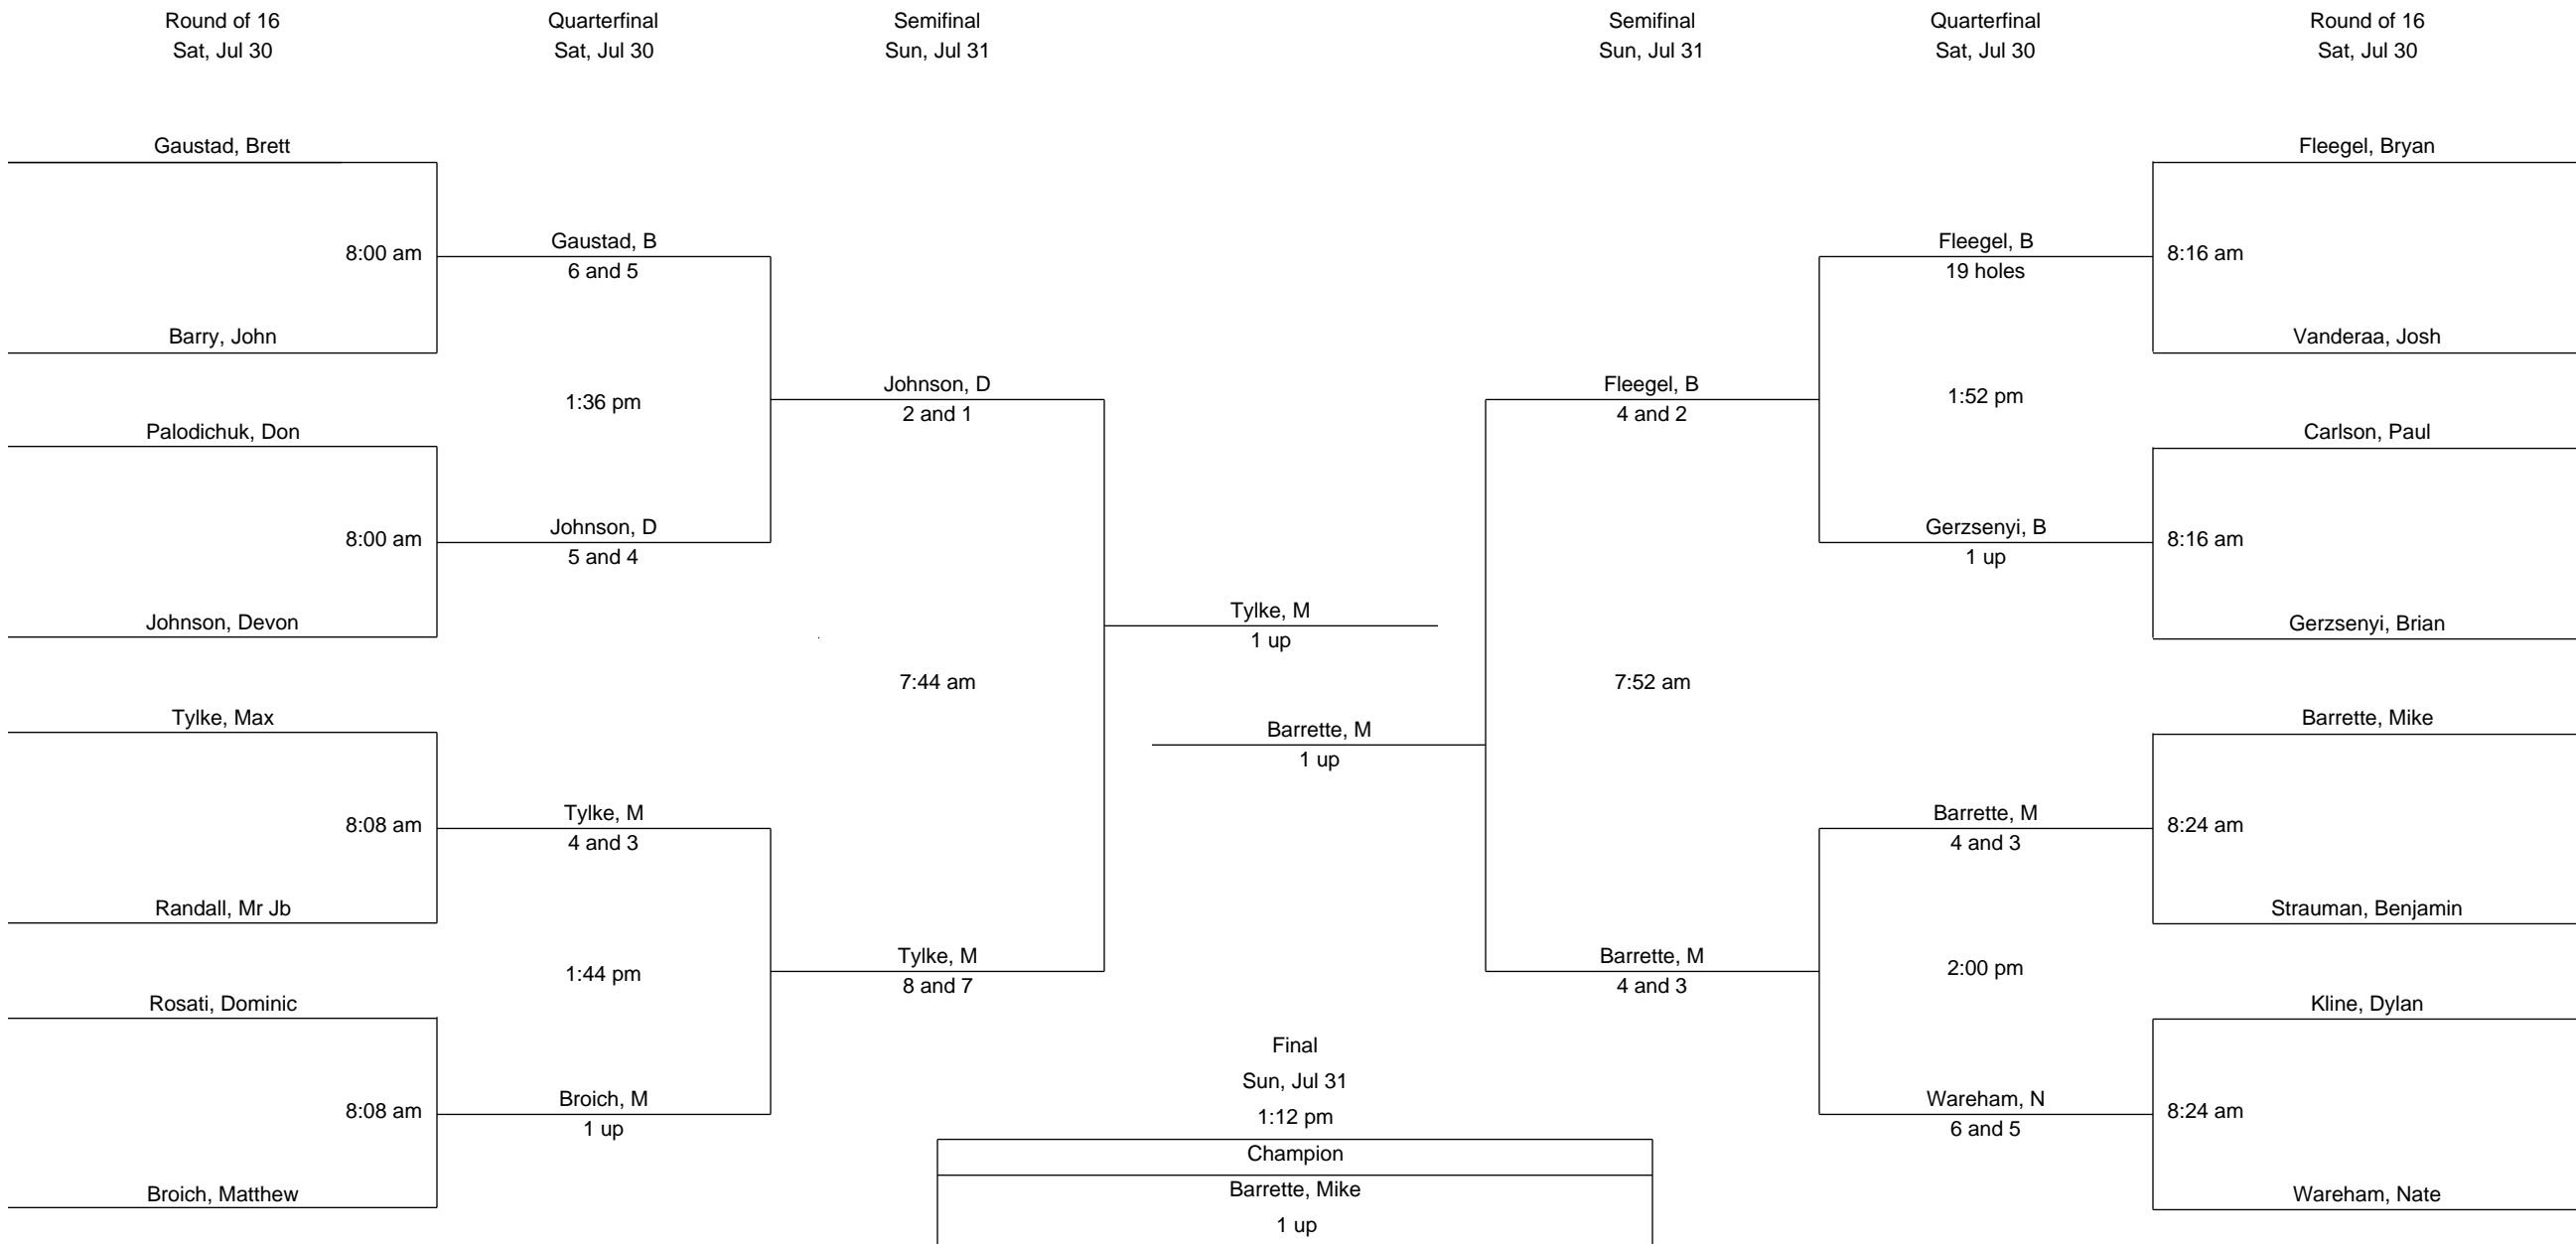 Round of 16
Sat, Jul 30
Quarterfinal
Sat, Jul 30
Semifinal
Sun, Jul 31
Semifinal
Sun, Jul 31
Quarterfinal
Sat, Jul 30
Round of 16
Sat, Jul 30
Gaustad, Brett
8:00 am
Barry, John
Palodichuk, Don
8:00 am
Johnson, Devon
Tylke, Max
8:08 am
Randall, Mr Jb
Rosati, Dominic
8:08 am
Broich, Matthew
Gaustad, B
6 and 5
1:36 pm
Johnson, D
5 and 4
Tylke, M
4 and 3
1:44 pm
Broich, M
1 up
Johnson, D
2 and 1
7:44 am
Tylke, M
8 and 7
Tylke, M
1 up
Barrette, M
1 up
Final
Sun, Jul 31
1:12 pm
Champion
Barrette, Mike
1 up
Fleegel, B
4 and 2
7:52 am
Barrette, M
4 and 3
Fleegel, B
19 holes
1:52 pm
Gerzsenyi, B
1 up
Barrette, M
4 and 3
2:00 pm
Wareham, N
6 and 5
Fleegel, Bryan
8:16 am
Vanderaa, Josh
Carlson, Paul
8:16 am
Gerzsenyi, Brian
Barrette, Mike
8:24 am
Strauman, Benjamin
Kline, Dylan
8:24 am
Wareham, Nate